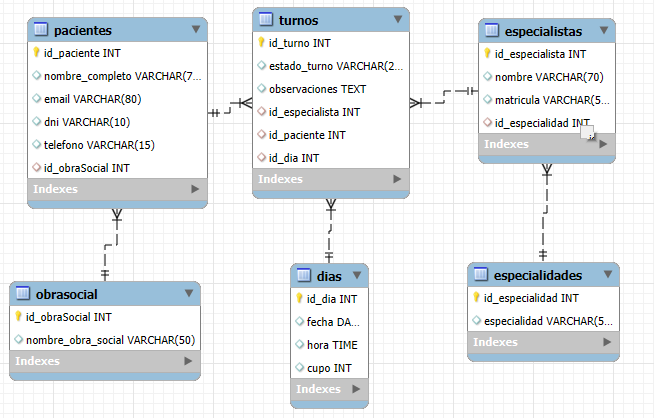 pacientes
id_paciente INT
nombre_completo VARCHAR(7...
email VARCHAR(80)
dni VARCHAR(10)
telefono VARCHAR(15)
id_obraSocial INT
Indexes
turnos
id_turno INT
estado_turno VARCHAR(2...
observaciones TEXT
id_especialista INT
id_paciente INT
id_dia INT
Indexes
especialistas
id_especialista INT
nombre VARCHAR(70)
matricula VARCHAR(5...
id_especialidad INT
Indexes
obrasocial
id_obraSocial INT
nombre_obra_social VARCHAR(50)
Indexes
dias
id_dia INT
fecha DA...
hora TIME
cupo INT
Indexes
especialidades
id_especialidad INT
especialidad VARCHAR(5...
Indexes